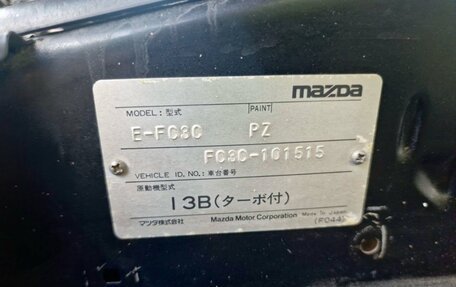 mazda
MODEL: 型式 PAINT
E-FC3C PZ
FC3C-101515
VEHICLE ID. NO.: 車台番号
原動機型式
13B(ターボ付)
マツダ株式会社 Mazda Motor Corporation Made In Japan
(F044)